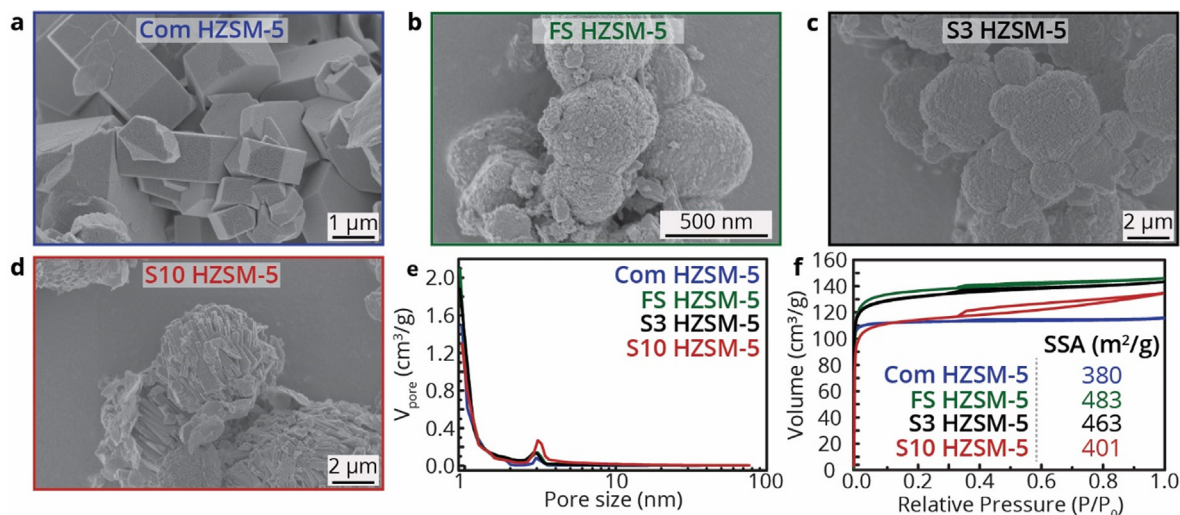 a
Com HZSM-5
1 μm
b
FS HZSM-5
500 nm
c
S3 HZSM-5
2 μm
d
S10 HZSM-5
2 μm
e
Com HZSM-5
FS HZSM-5
S3 HZSM-5
S10 HZSM-5
V_pore (cm³/g)
2.0
1.6
1.2
0.8
0.4
0.0
1 10 100
Pore size (nm)
f
Volume (cm³/g)
160
140
120
100
80
60
40
20
0
SSA (m²/g)
Com HZSM-5 380
FS HZSM-5 483
S3 HZSM-5 463
S10 HZSM-5 401
0.0 0.2 0.4 0.6 0.8 1.0
Relative Pressure (P/P₀)